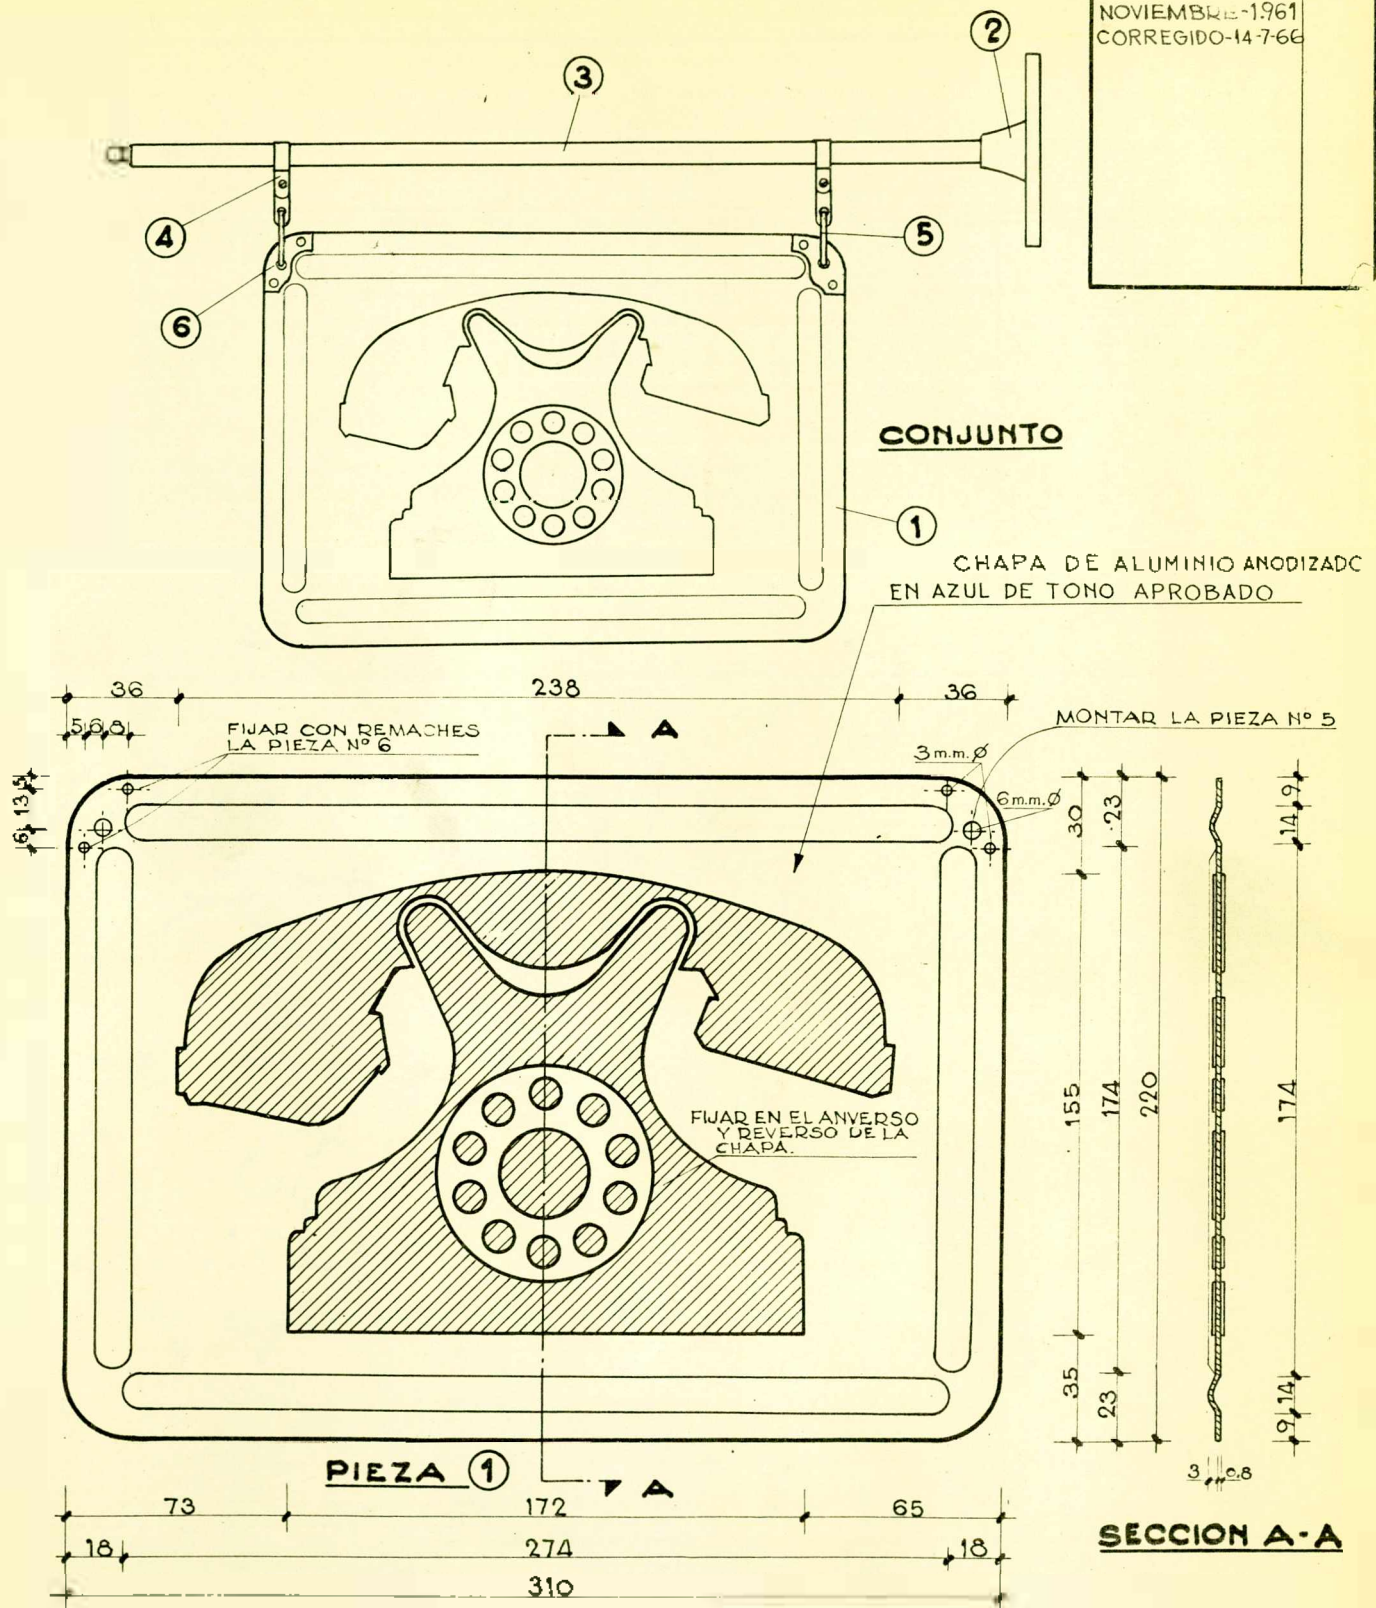 NOVIEMBRE-1.961
CORREGIDO-14-7-66
2
3
4
5
6
CONJUNTO
1
CHAPA DE ALUMINIO ANODIZADO
EN AZUL DE TONO APROBADO
36
238
36
5
6
8
FIJAR CON REMACHES
LA PIEZA Nº 6
A
MONTAR LA PIEZA Nº 5
3 m.m. Ø
6 m.m. Ø
5
13
6
30
23
9
14
155
174
220
174
FIJAR EN EL ANVERSO
Y REVERSO DE LA
CHAPA.
35
23
14
9
PIEZA 1
A
3
0.8
73
172
65
SECCION A-A
18
274
18
310